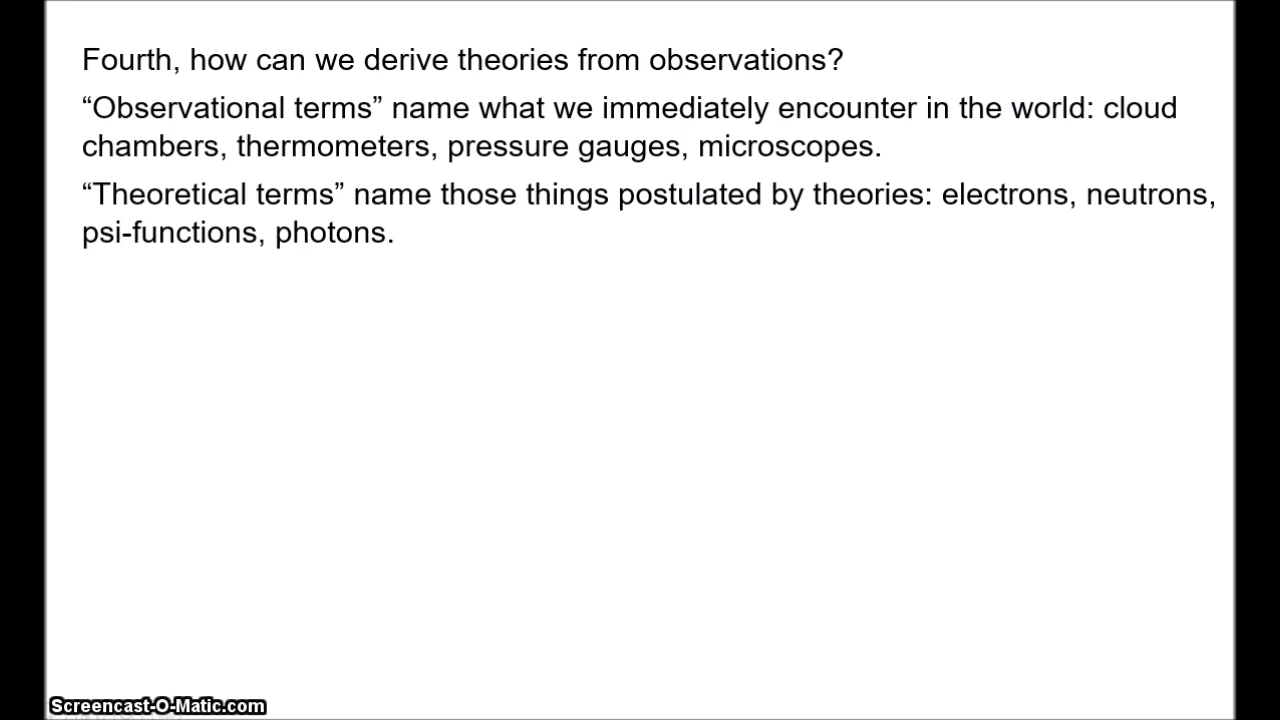 Fourth, how can we derive theories from observations?
“Observational terms” name what we immediately encounter in the world: cloud
chambers, thermometers, pressure gauges, microscopes.
“Theoretical terms” name those things postulated by theories: electrons, neutrons,
psi-functions, photons.
Screencast-O-Matic.com